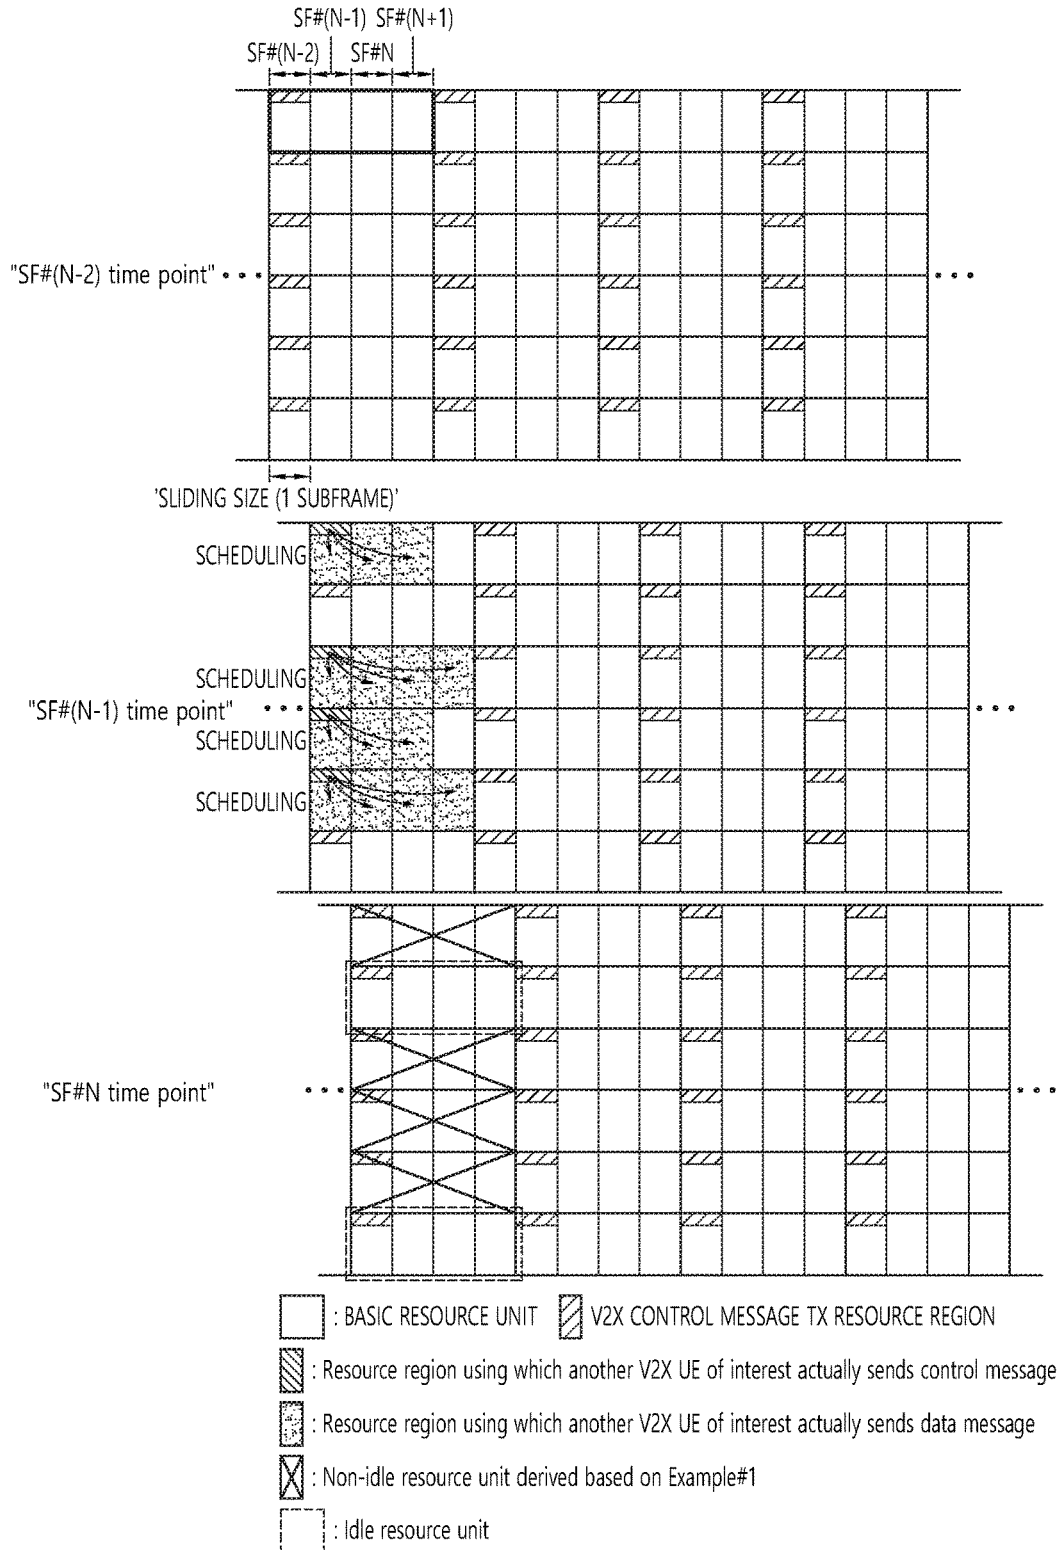 SF#(N-1) SF#(N+1)
SF#(N-2) SF#N
"SF#(N-2) time point"
'SLIDING SIZE (1 SUBFRAME)'
SCHEDULING
SCHEDULING
"SF#(N-1) time point"
SCHEDULING
SCHEDULING
"SF#N time point"
: BASIC RESOURCE UNIT V2X CONTROL MESSAGE TX RESOURCE REGION
: Resource region using which another V2X UE of interest actually sends control message
: Resource region using which another V2X UE of interest actually sends data message
: Non-idle resource unit derived based on Example#1
: Idle resource unit